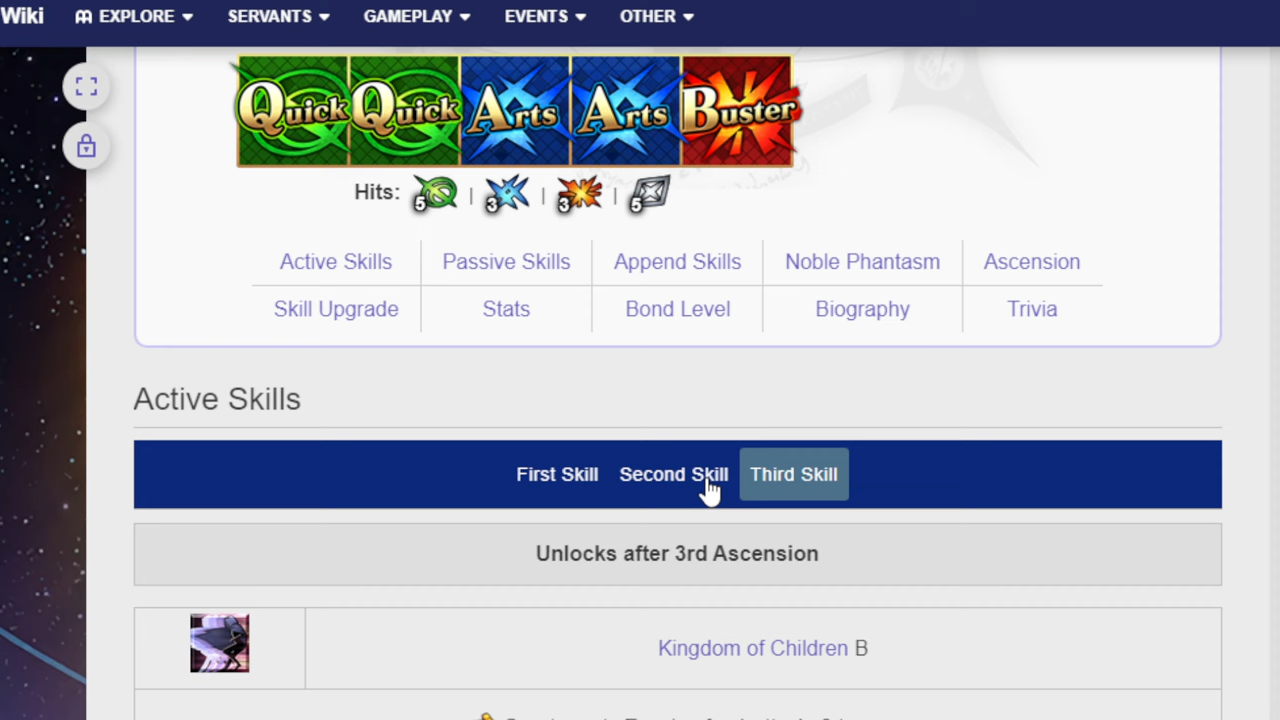 Wiki EXPLORE SERVANTS GAMEPLAY EVENTS OTHER
Quick Quick Arts Arts Buster
Hits: 5 | 3 | 3 | 5
Active Skills Passive Skills Append Skills Noble Phantasm Ascension
Skill Upgrade Stats Bond Level Biography Trivia
Active Skills
First Skill Second Skill Third Skill
Unlocks after 3rd Ascension
Kingdom of Children B